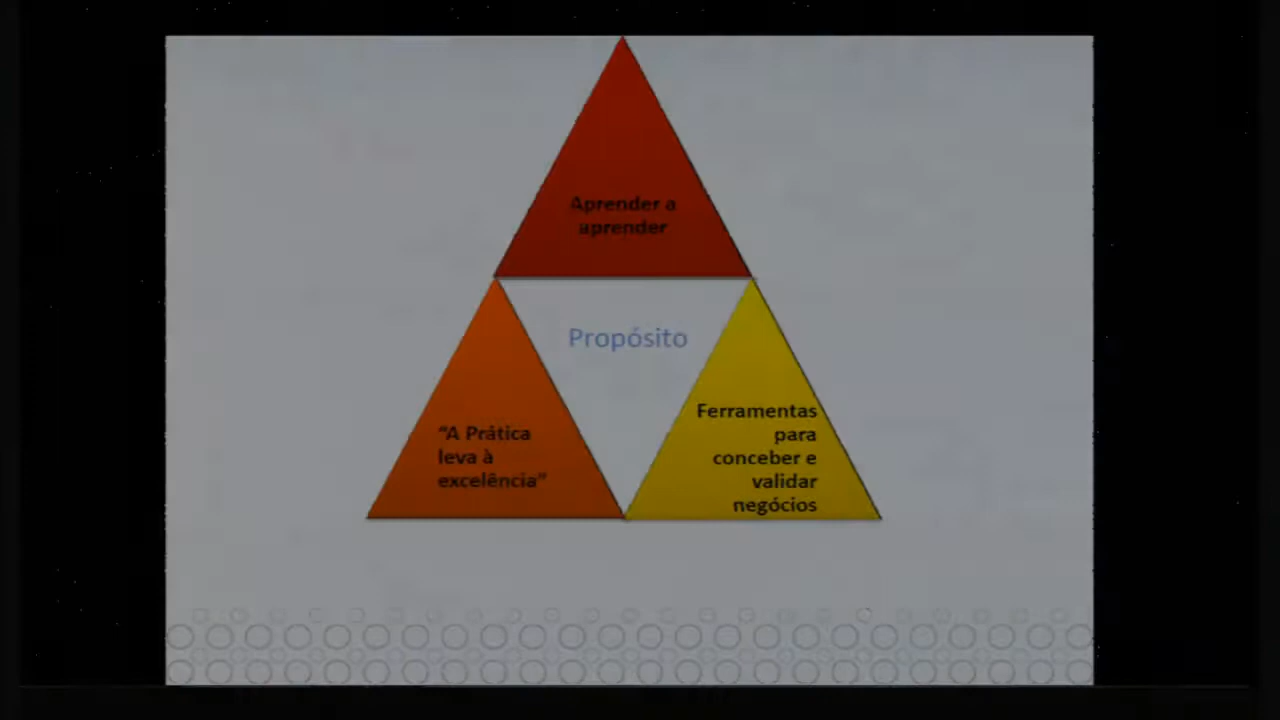 Aprender a
aprender
Propósito
"A Prática
leva à
excelência"
Ferramentas
para
conceber e
validar
negócios